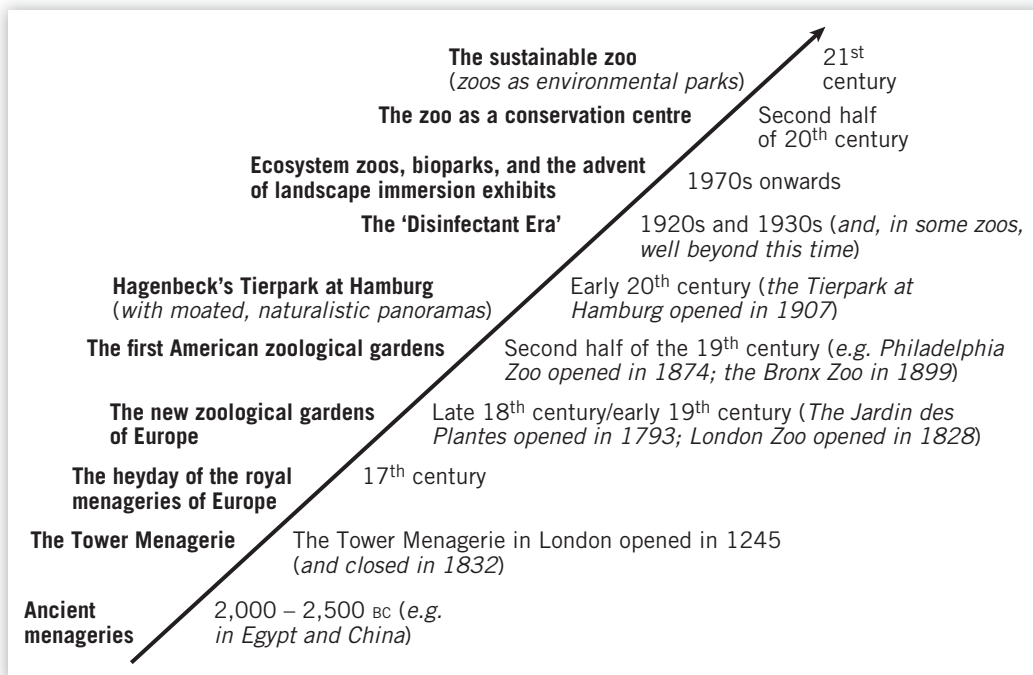 The sustainable zoo
(zoos as environmental parks)
21st
century
The zoo as a conservation centre
Second half
of 20th century
Ecosystem zoos, bioparks, and the advent
of landscape immersion exhibits
1970s onwards
The ‘Disinfectant Era’
1920s and 1930s (and, in some zoos,
well beyond this time)
Hagenbeck’s Tierpark at Hamburg
(with moated, naturalistic panoramas)
Early 20th century (the Tierpark at
Hamburg opened in 1907)
The first American zoological gardens
Second half of the 19th century (e.g. Philadelphia
Zoo opened in 1874; the Bronx Zoo in 1899)
The new zoological gardens
of Europe
Late 18th century/early 19th century (The Jardin des
Plantes opened in 1793; London Zoo opened in 1828)
The heyday of the royal
menageries of Europe
17th century
The Tower Menagerie
The Tower Menagerie in London opened in 1245
(and closed in 1832)
Ancient
menageries
2,000 – 2,500 BC (e.g.
in Egypt and China)